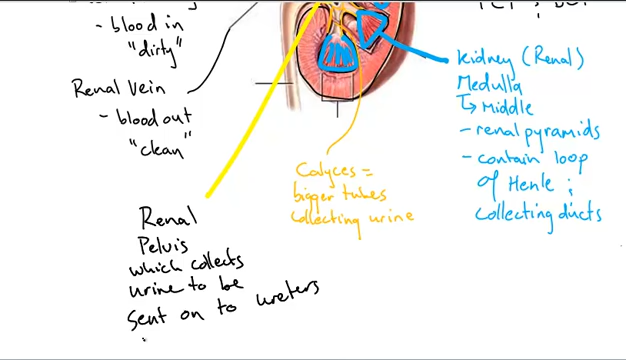 - blood in
"dirty"
Renal Vein
- blood out
"clean"
Renal
Pelvis
which collects
urine to be
sent on to ureters
Calyces =
bigger tubes
collecting urine
Kidney (Renal)
Medulla
↳ Middle
- renal pyramids
- contain loop
of Henle ;
collecting ducts